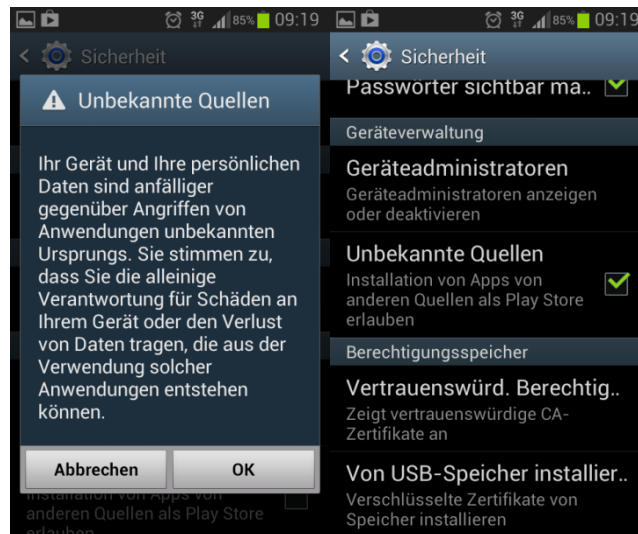 3G 85% 09:19
Sicherheit
Unbekannte Quellen
Ihr Gerät und Ihre persönlichen
Daten sind anfälliger
gegenüber Angriffen von
Anwendungen unbekannten
Ursprungs. Sie stimmen zu,
dass Sie die alleinige
Verantwortung für Schäden an
Ihrem Gerät oder den Verlust
von Daten tragen, die aus der
Verwendung solcher
Anwendungen entstehen
können.
Abbrechen OK
Installation von Apps von
anderen Quellen als Play Store
erlauben
3G 85% 09:19
Sicherheit
Passwörter sichtbar ma..
Geräteverwaltung
Geräteadministratoren
Geräteadministratoren anzeigen
oder deaktivieren
Unbekannte Quellen
Installation von Apps von
anderen Quellen als Play Store
erlauben
Berechtigungsspeicher
Vertrauenswürd. Berechtig..
Zeigt vertrauenswürdige CA-
Zertifikate an
Von USB-Speicher installier..
Verschlüsselte Zertifikate von
Speicher installieren